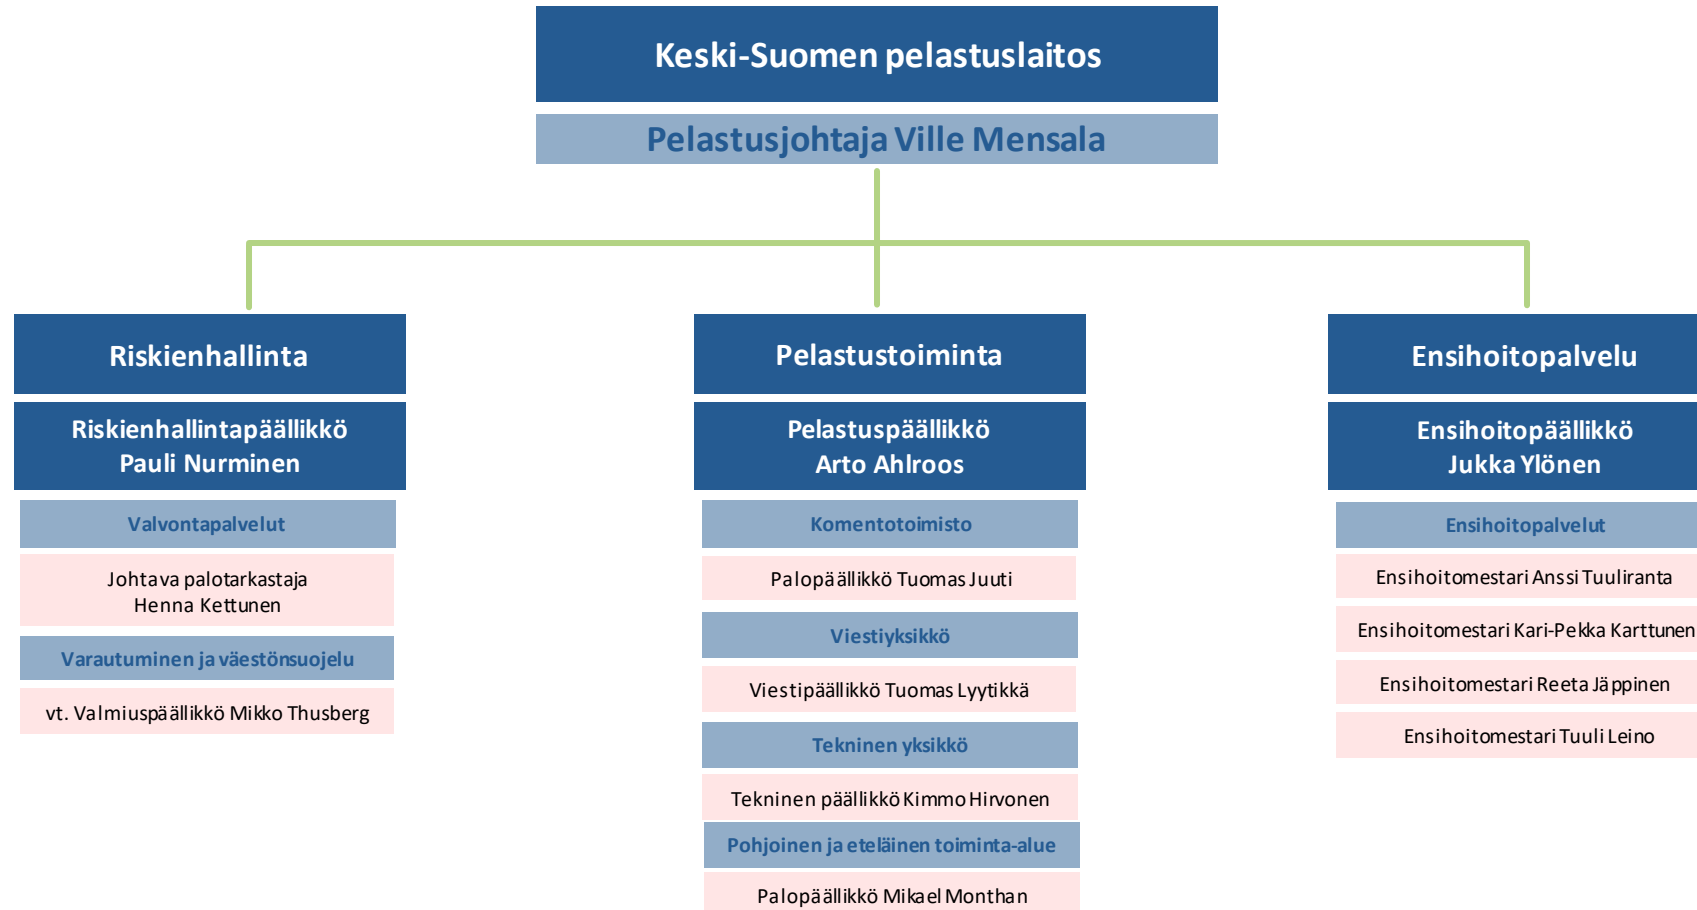 Keski-Suomen pelastuslaitos
Pelastusjohtaja Ville Mensala
Riskienhallinta
Riskienhallintapäällikkö
Pauli Nurminen
Valvontapalvelut
Johtava palotarkastaja
Henna Kettunen
Varautuminen ja väestönsuojelu
vt. Valmiuspäällikkö Mikko Thusberg
Pelastustoiminta
Pelastuspäällikkö
Arto Ahlroos
Komentotoimisto
Palopäällikkö Tuomas Juuti
Viestiyksikkö
Viestipäällikkö Tuomas Lyytikkä
Tekninen yksikkö
Tekninen päällikkö Kimmo Hirvonen
Pohjoinen ja eteläinen toiminta-alue
Palopäällikkö Mikael Monthan
Ensihoitopalvelu
Ensihoitopäällikkö
Jukka Ylönen
Ensihoitopalvelut
Ensihoitomestari Anssi Tuuliranta
Ensihoitomestari Kari-Pekka Karttunen
Ensihoitomestari Reeta Jäppinen
Ensihoitomestari Tuuli Leino